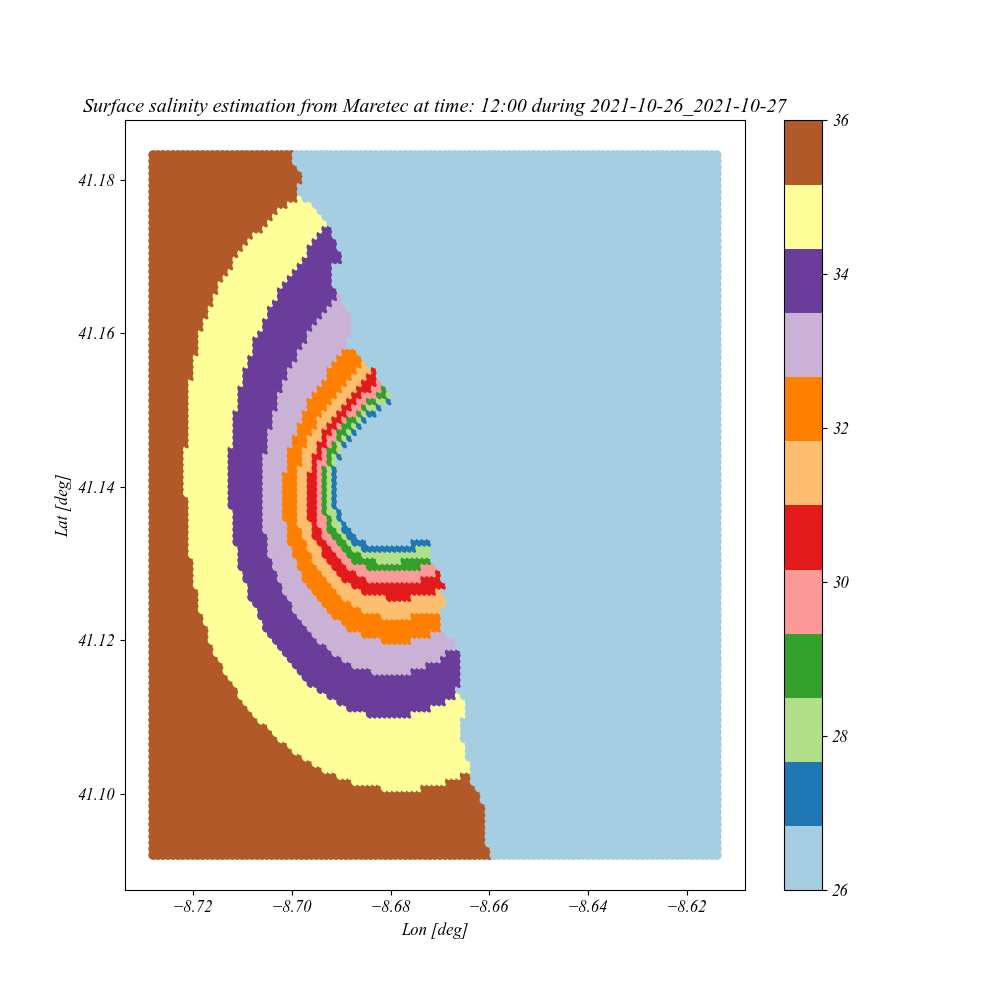 Surface salinity estimation from Maretec at time: 12:00 during 2021-10-26_2021-10-27
41.18
41.16
41.14
41.12
41.10
Lat [deg]
−8.72 −8.70 −8.68 −8.66 −8.64 −8.62
Lon [deg]
36
34
32
30
28
26